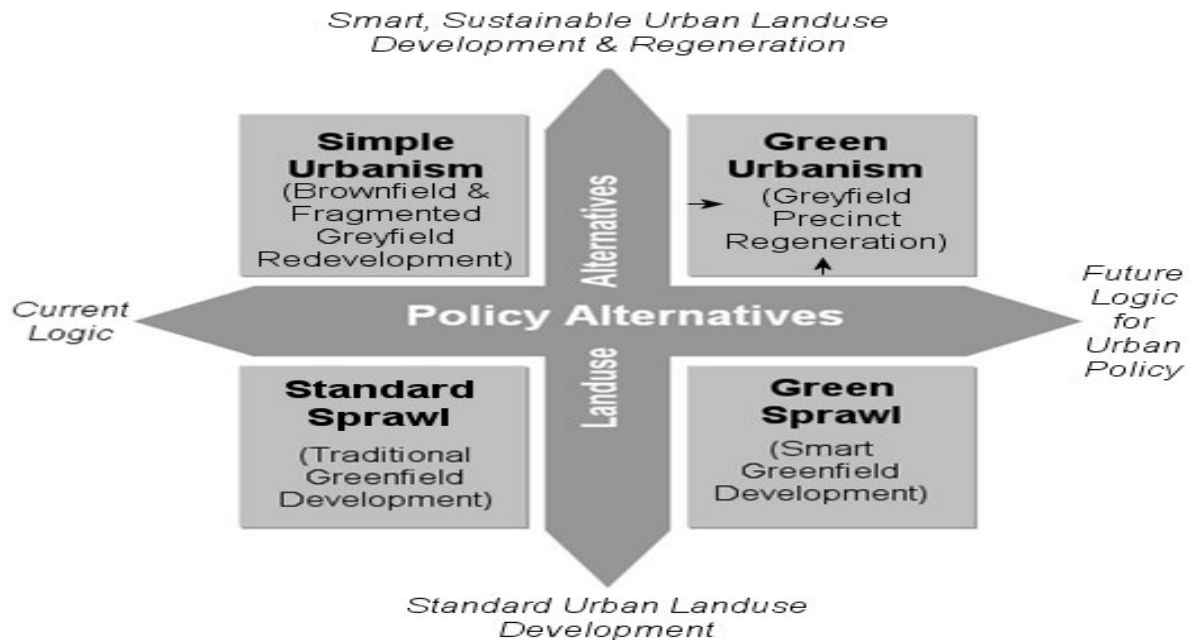 Smart, Sustainable Urban Landuse
Development & Regeneration
Simple
Urbanism
(Brownfield &
Fragmented
Greyfield
Redevelopment)
Green
Urbanism
(Greyfield
Precinct
Regeneration)
Current
Logic
Policy Alternatives
Landuse Alternatives
Future
Logic
for
Urban
Policy
Standard
Sprawl
(Traditional
Greenfield
Development)
Green
Sprawl
(Smart
Greenfield
Development)
Standard Urban Landuse
Development